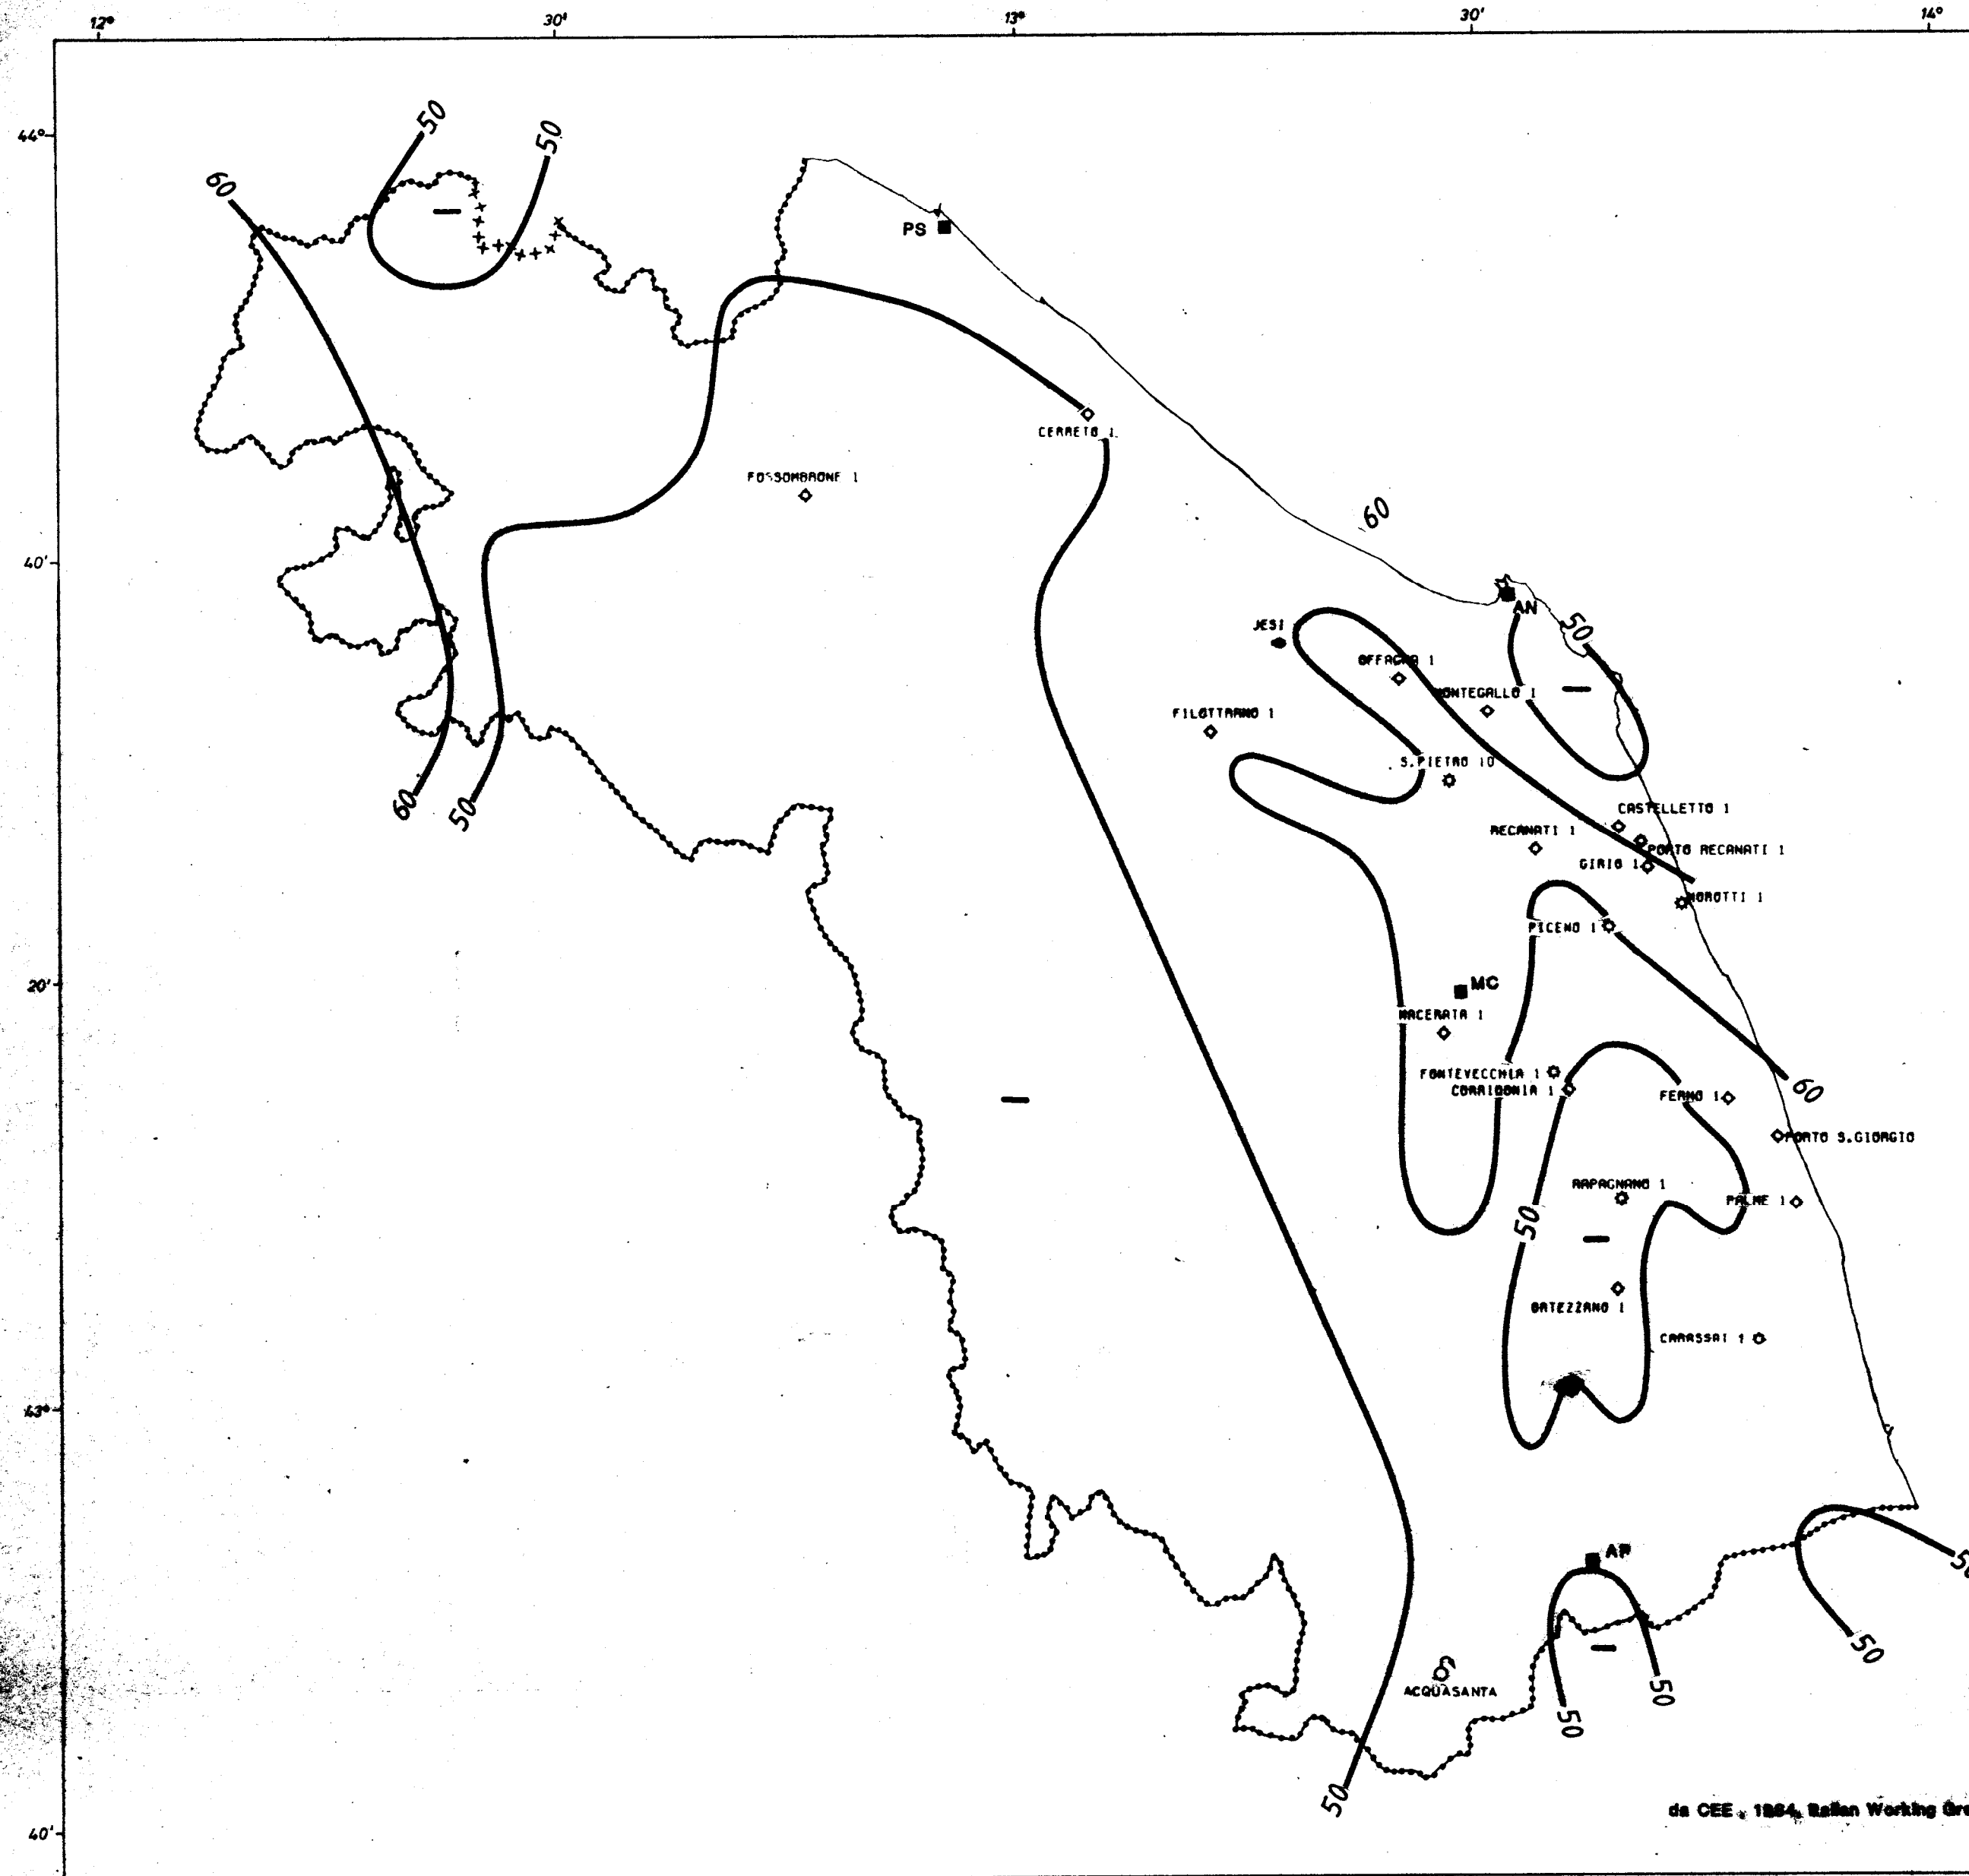 12° 30' 13° 30' 14°
44°
50
50
60
PS
CERRETO 1
FOSSOMBRONE 1
60
40'
AN
50
JESI
OFFAGNA 1
MONTEGALLO 1
FILOTTRANO 1
S.PIETRO 10
60
50
CASTELLETTO 1
RECANATI 1
PORTO RECANATI 1
GIRIO 1
MOROTTI 1
PICENO 1
20'
MC
MACERATA 1
FONTEVECCHIA 1
CORRIDONIA 1
FERMO 1
60
PORTO S.GIORGIO
RAPAGNANO 1
PALME 1
50
ORTEZZANO 1
CARASSAI 1
43°
AP
50
50
50
ACQUASANTA
50
50
da CEE, 1984, Italian Working
40'